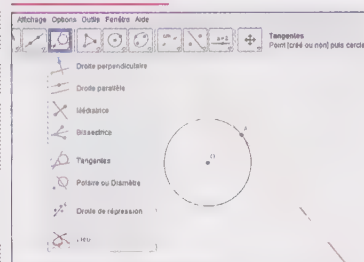 Affichage Options Outils Fenêtre Aide
Tangentes
Point (créé ou non) puis cercle
Droite perpendiculaire
Droite parallèle
Médiatrice
Bissectrice
Tangentes
Polaire ou Diamètre
Droite de régression